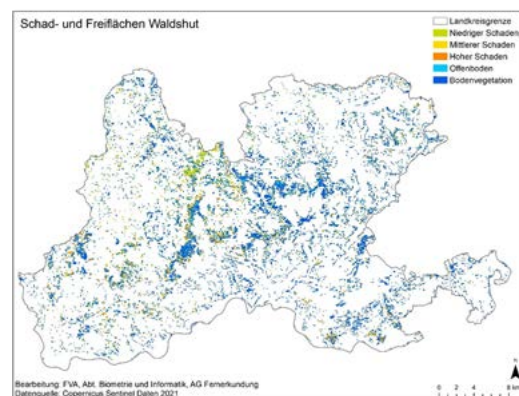 Schad- und Freiflächen Waldshut
Landkreisgrenze
Niedriger Schaden
Mittlerer Schaden
Hoher Schaden
Offenboden
Bodenvegetation
Bearbeitung: FVA, Abt. Biometrie und Informatik, AG Fernerkundung
Datenquelle: Copernicus Sentinel Daten 2021
N
0 2 4 8 km